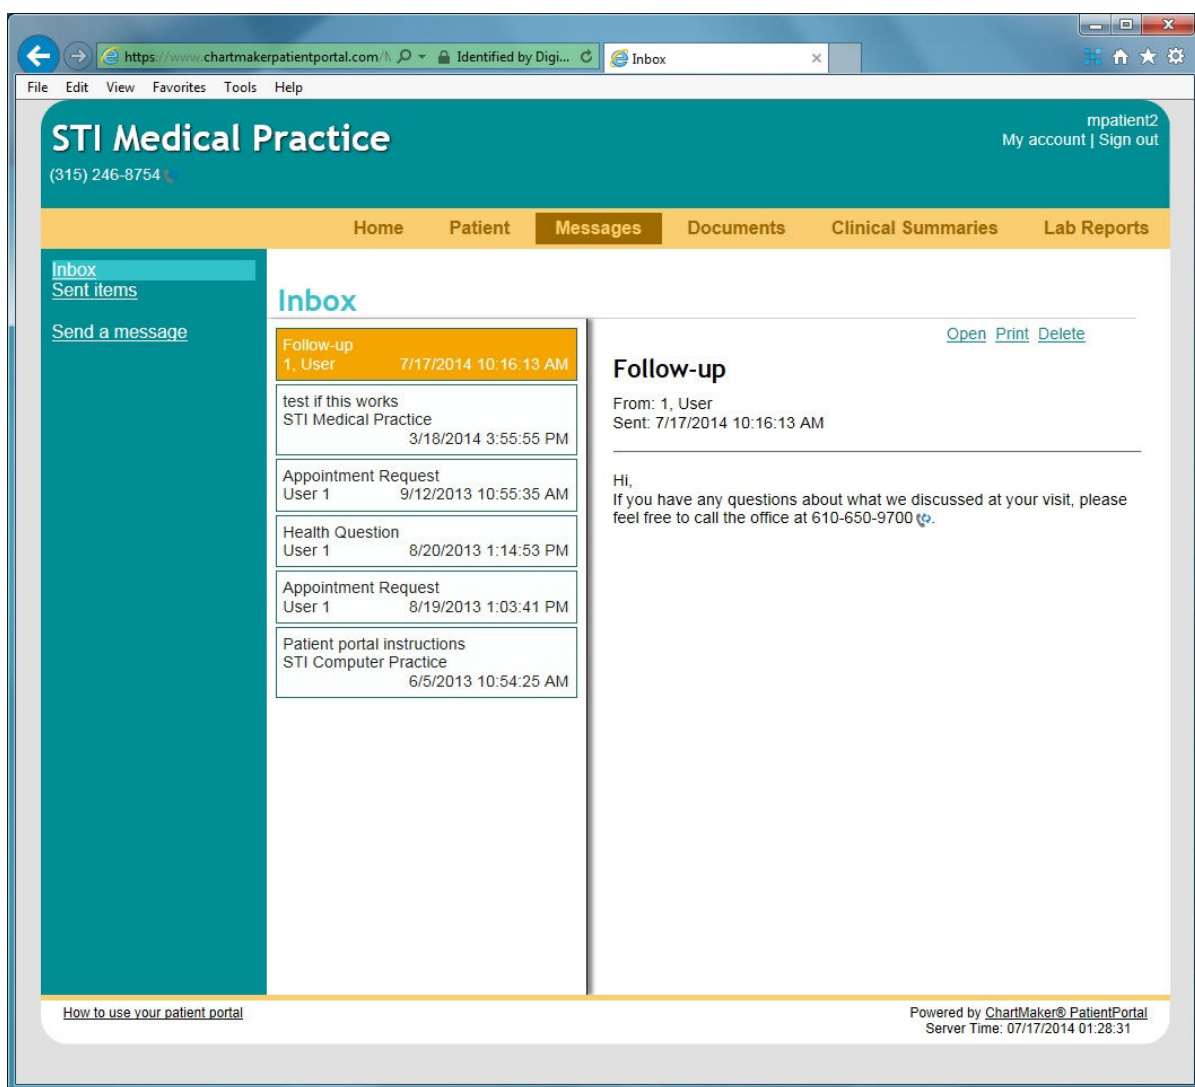 https://www.chartmakerpatientportal.com/
Identified by Digi...
Inbox
File Edit View Favorites Tools Help
STI Medical Practice
(315) 246-8754
mpatient2
My account | Sign out
Home Patient Messages Documents Clinical Summaries Lab Reports
Inbox
Sent items
Send a message
Inbox
Follow-up
1, User 7/17/2014 10:16:13 AM
test if this works
STI Medical Practice
3/18/2014 3:55:55 PM
Appointment Request
User 1 9/12/2013 10:55:35 AM
Health Question
User 1 8/20/2013 1:14:53 PM
Appointment Request
User 1 8/19/2013 1:03:41 PM
Patient portal instructions
STI Computer Practice
6/5/2013 10:54:25 AM
Open Print Delete
Follow-up
From: 1, User
Sent: 7/17/2014 10:16:13 AM
Hi,
If you have any questions about what we discussed at your visit, please
feel free to call the office at 610-650-9700.
How to use your patient portal
Powered by ChartMaker® PatientPortal
Server Time: 07/17/2014 01:28:31